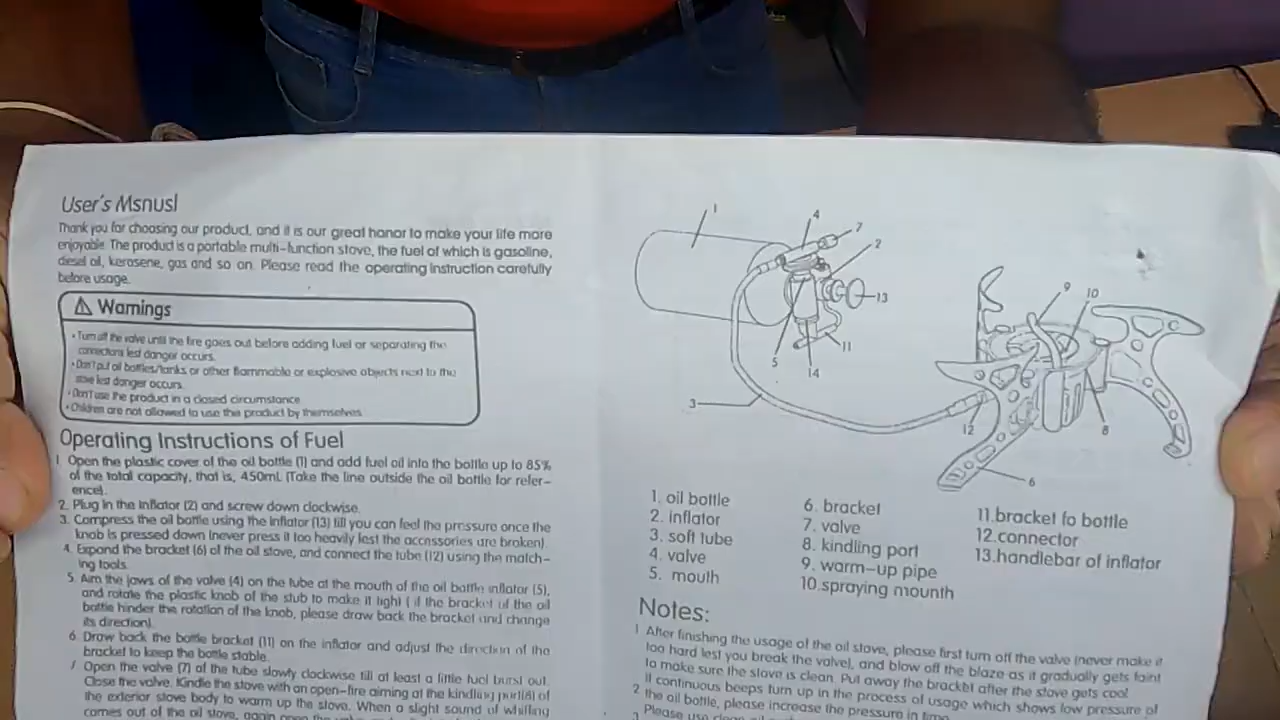 User's Msnusl
Thank you for choosing our product, and it is our great honor to make your life more
enjoyable. The product is a portable multi-function stove, the fuel of which is gasoline,
diesel oil, kerosene, gas and so on. Please read the operating instruction carefully
before usage.
Warnings
• Turn off the valve until the fire goes out before adding fuel or separating the
connections lest danger occurs.
• Don't put oil bottles/tanks or other flammable or explosive objects next to the
stove lest danger occurs.
• Don't use the product in a closed circumstance
• Children are not allowed to use this product by themselves
Operating Instructions of Fuel
1 Open the plastic cover of the oil bottle (1) and add fuel oil into the bottle up to 85%
of the total capacity, that is, 450mL (Take the line outside the oil bottle for refer-
ence).
2. Plug in the inflator (2) and screw down clockwise.
3. Compress the oil bottle using the inflator (13) till you can feel the pressure once the
knob is pressed down (never press it too heavily lest the accessories are broken).
4. Expand the bracket (6) of the oil stove, and connect the tube (12) using the match-
ing tools.
5. Aim the jaws of the valve (4) on the tube at the mouth of the oil bottle inflator (5),
and rotate the plastic knob of the stub to make it tight ( if the bracket of the oil
bottle hinder the rotation of the knob, please draw back the bracket and change
its direction).
6. Draw back the bottle bracket (11) on the inflator and adjust the direction of the
bracket to keep the bottle stable.
7 Open the valve (7) of the tube slowly clockwise till at least a little fuel burst out.
Close the valve. Kindle the stove with an open-fire aiming at the kindling port(8) of
the exterior stove body to warm up the stove. When a slight sound of whiffing
comes out of the oil stove, again open the
1
4
7
2
13
11
5
14
3
9
10
12
8
6
1. oil bottle
2. inflator
3. soft tube
4. valve
5. mouth
6. bracket
7. valve
8. kindling port
9. warm-up pipe
10.spraying mounth
11.bracket fo bottle
12.connector
13.handlebar of inflator
Notes:
1 After finishing the usage of the oil stove, please first turn off the valve (never make it
too hard lest you break the valve), and blow off the blaze as it gradually gets faint
to make sure the stove is clean. Put away the bracket after the stove gets cool
2 If continuous beeps turn up in the process of usage which shows low pressure of
the oil bottle, please increase the pressure in time.
3 Please use clean oil